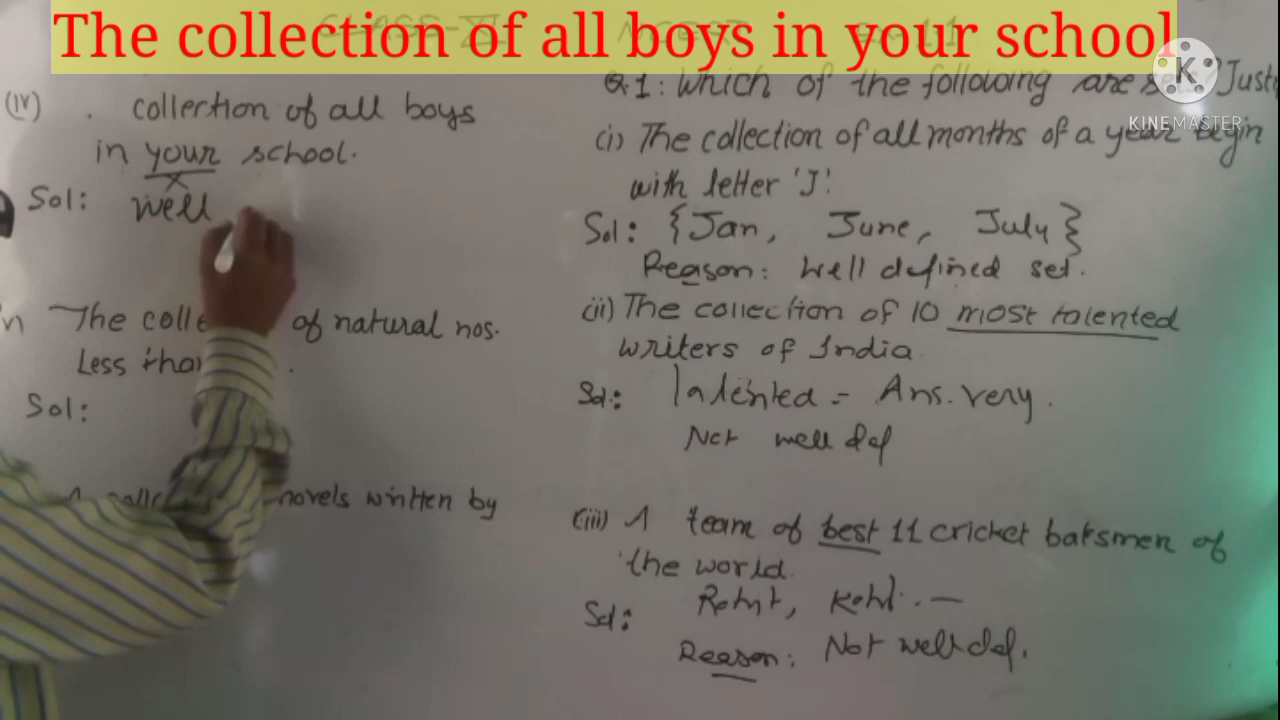 The collection of all boys in your school
KINEMASTER
(iv) . collection of all boys
in your school.
Sol: well
The colle of natural nos.
Less than .
Sol:
novels written by
Q.1: Which of the following are
(i) The collection of all months of a year begin
with letter 'J'.
Sol: {Jan, June, July}
Reason: Well defined set.
(ii) The collection of 10 most talented
writers of India.
Sol: talented = Ans. very.
Not well def
(iii) A team of best 11 cricket batsmen of
the world.
Sol: Rohit, Kohl. —
Reason: Not well def.